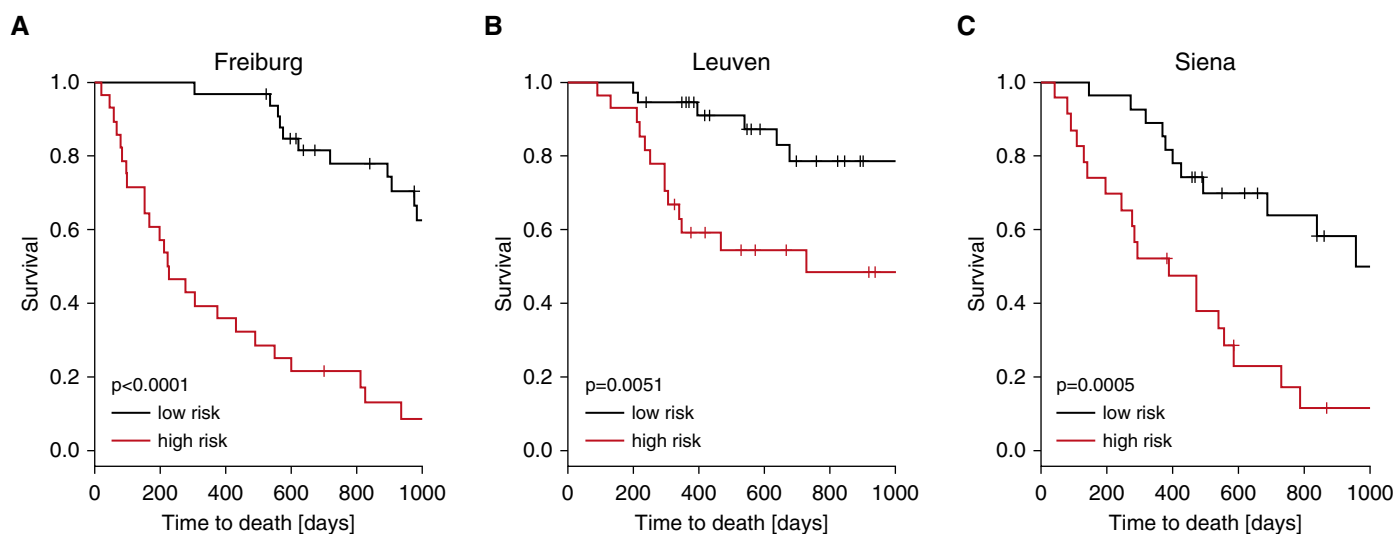 A
Freiburg
1.0
0.8
0.6
0.4
0.2
0.0
Survival
p<0.0001
low risk
high risk
0 200 400 600 800 1000
Time to death [days]
B
Leuven
1.0
0.8
0.6
0.4
0.2
0.0
Survival
p=0.0051
low risk
high risk
0 200 400 600 800 1000
Time to death [days]
C
Siena
1.0
0.8
0.6
0.4
0.2
0.0
Survival
p=0.0005
low risk
high risk
0 200 400 600 800 1000
Time to death [days]